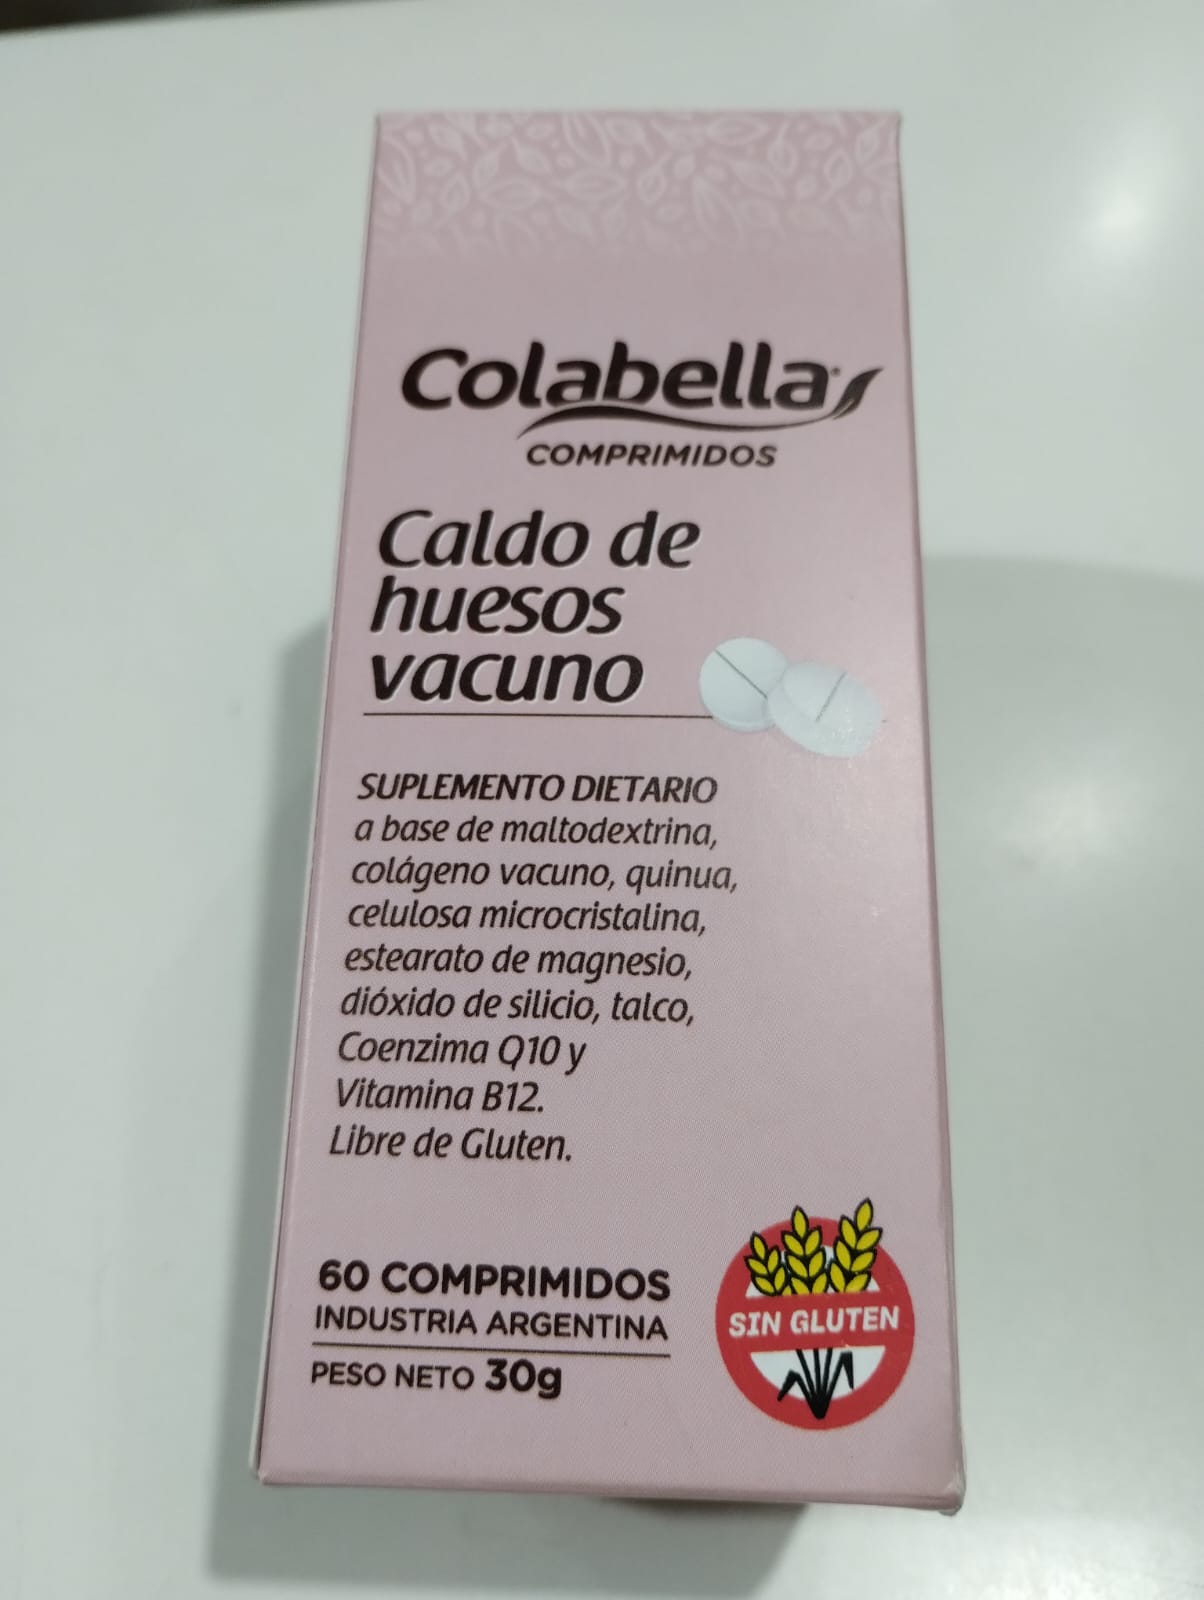 Colabella
COMPRIMIDOS
Caldo de
huesos
vacuno
SUPLEMENTO DIETARIO
a base de maltodextrina,
colágeno vacuno, quinua,
celulosa microcristalina,
estearato de magnesio,
dióxido de silicio, talco,
Coenzima Q10 y
Vitamina B12.
Libre de Gluten.
60 COMPRIMIDOS
INDUSTRIA ARGENTINA
PESO NETO 30g
SIN GLUTEN